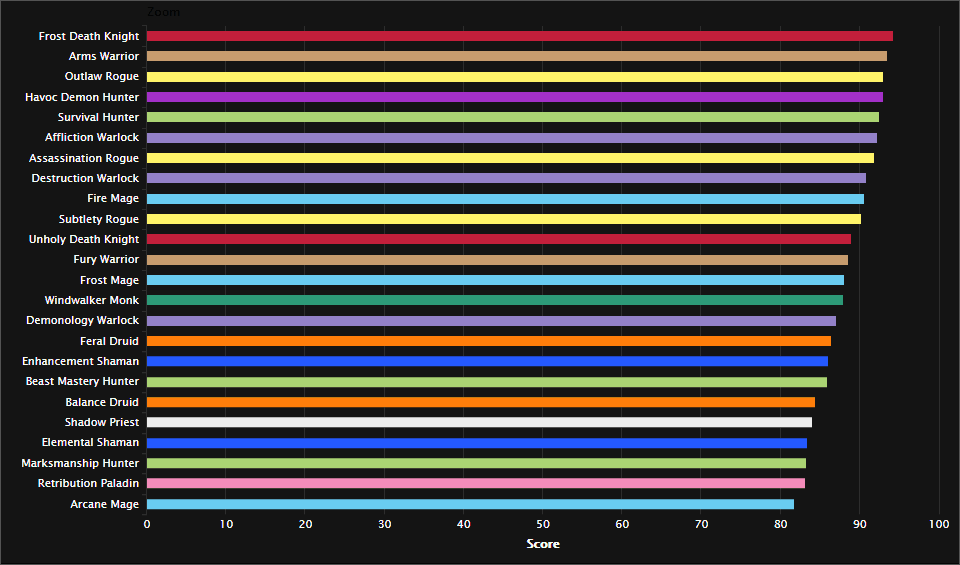 Zoom
Frost Death Knight
Arms Warrior
Outlaw Rogue
Havoc Demon Hunter
Survival Hunter
Affliction Warlock
Assassination Rogue
Destruction Warlock
Fire Mage
Subtlety Rogue
Unholy Death Knight
Fury Warrior
Frost Mage
Windwalker Monk
Demonology Warlock
Feral Druid
Enhancement Shaman
Beast Mastery Hunter
Balance Druid
Shadow Priest
Elemental Shaman
Marksmanship Hunter
Retribution Paladin
Arcane Mage
0 10 20 30 40 50 60 70 80 90 100
Score